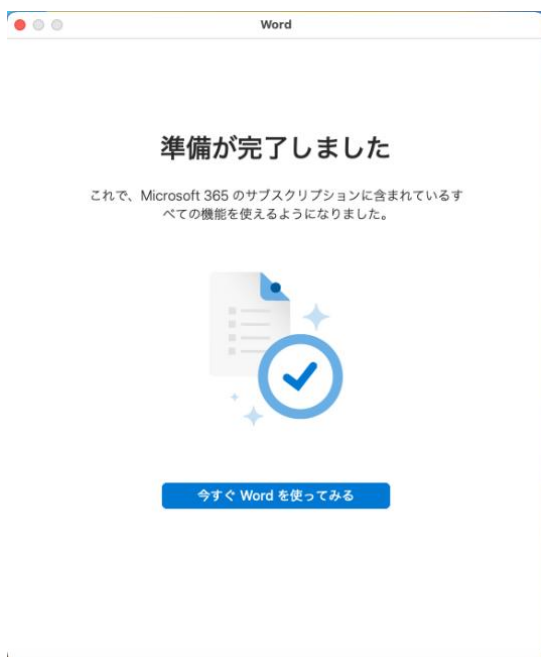 Word
準備が完了しました
これで、Microsoft 365 のサブスクリプションに含まれているす
べての機能を使えるようになりました。
今すぐ Word を使ってみる